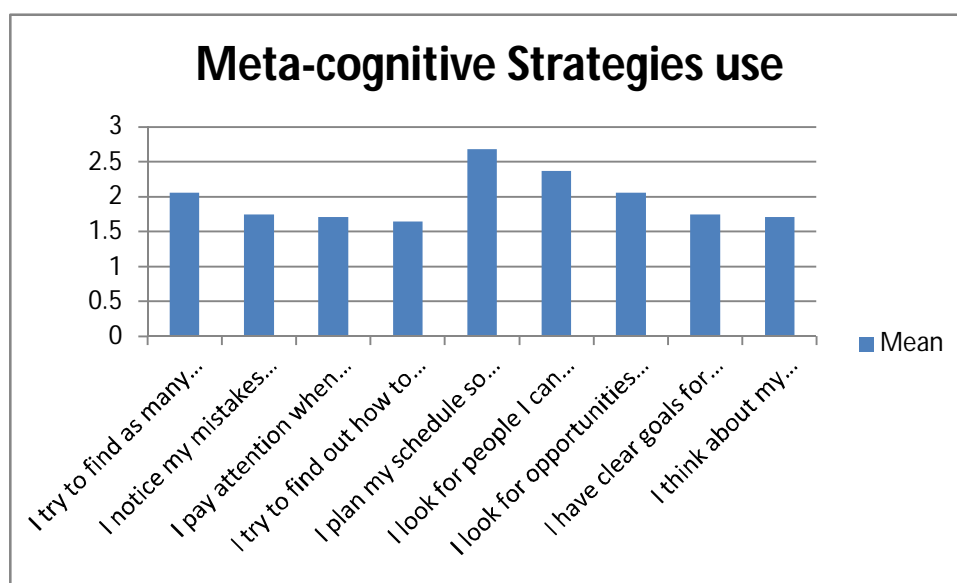 Meta-cognitive Strategies use
3
2.5
2
1.5
1
0.5
0
Mean
I try to find as many...
I notice my mistakes...
I pay attention when...
I try to find out how to...
I plan my schedule so...
I look for people I can...
I look for opportunities...
I have clear goals for...
I think about my...